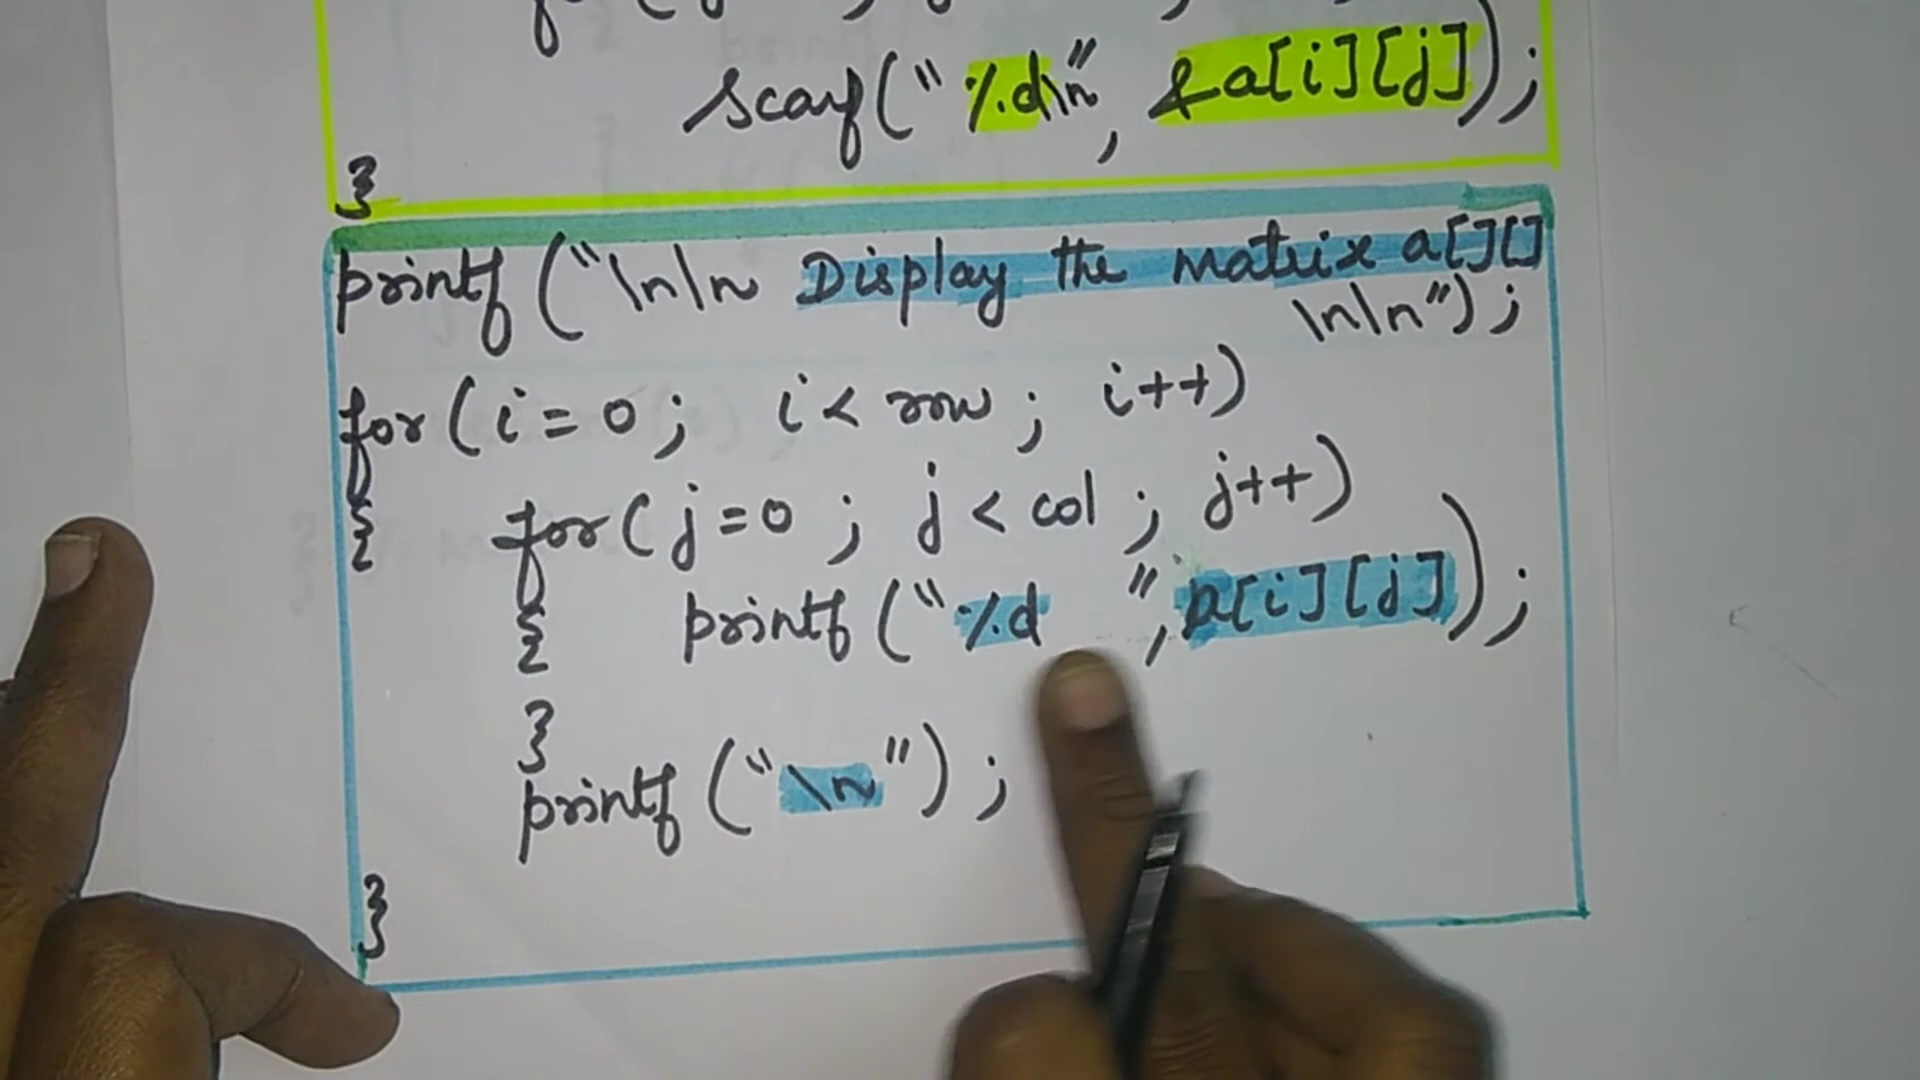 scanf("%d\n", &a[i][j]);
}
printf("\n\n Display the matrix a[][]
\n\n");
for(i=0; i<row; i++)
{ for(j=0; j<col; j++)
{ printf("%d ", a[i][j]);
}
printf("\n");
}